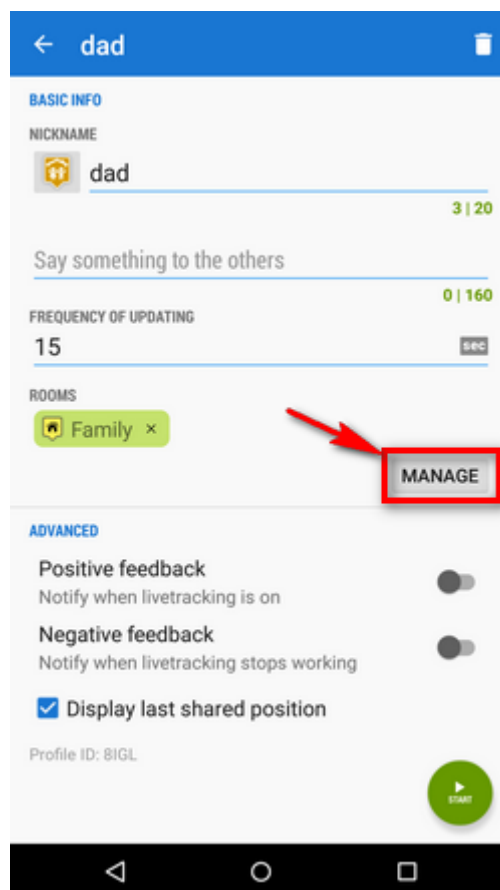 dad
BASIC INFO
NICKNAME
dad
3 | 20
Say something to the others
0 | 160
FREQUENCY OF UPDATING
15 sec
ROOMS
Family ×
MANAGE
ADVANCED
Positive feedback
Notify when livetracking is on
Negative feedback
Notify when livetracking stops working
Display last shared position
Profile ID: 8IGL
START